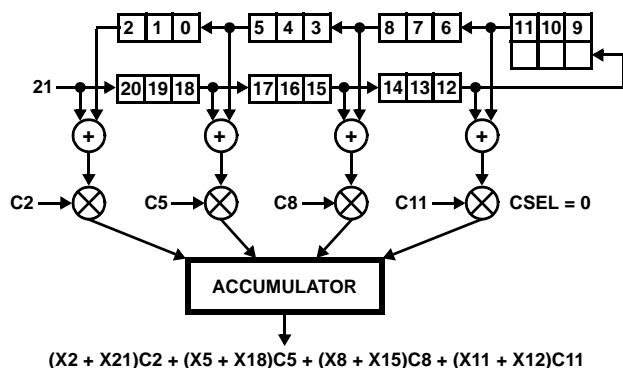 2 1 0 5 4 3 8 7 6 11 10 9
21 20 19 18 17 16 15 14 13 12
+ + + +
C2 C5 C8 C11 CSEL = 0
ACCUMULATOR
(X2 + X21)C2 + (X5 + X18)C5 + (X8 + X15)C8 + (X11 + X12)C11